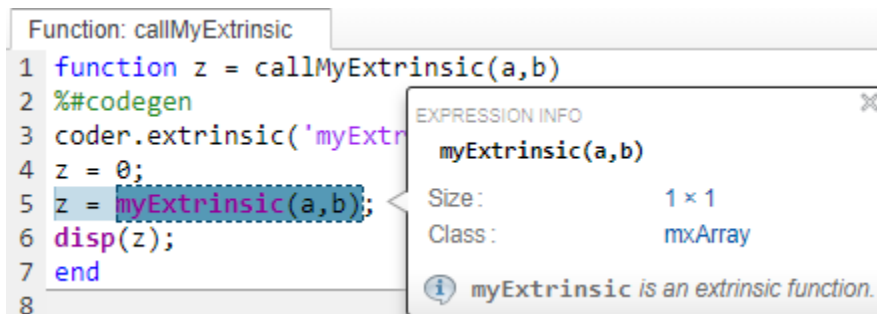 Function: callMyExtrinsic
1 function z = callMyExtrinsic(a,b)
2 %#codegen
3 coder.extrinsic('myExtr
4 z = 0;
5 z = myExtrinsic(a,b);
6 disp(z);
7 end
8
EXPRESSION INFO
myExtrinsic(a,b)
Size: 1 × 1
Class: mxArray
myExtrinsic is an extrinsic function.